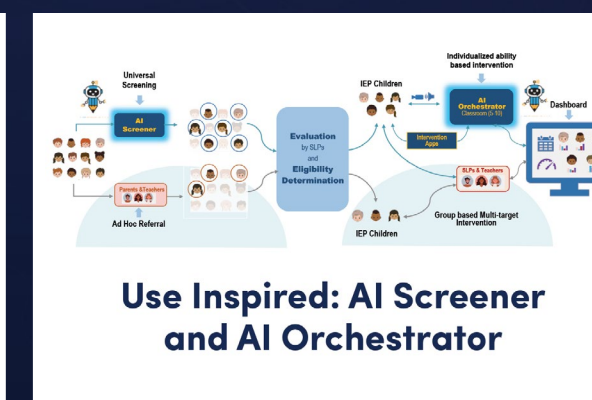 Universal
Screening
AI
Screener
Parents &Teachers
Ad Hoc Referral
Evaluation
by SLPs
and
Eligibility
Determination
IEP Children
IEP Children
Individualized ability
based intervention
AI
Orchestrator
Classroom (5-10)
Intervention
Apps
SLPs & Teachers
Group based Multi-target
Intervention
Dashboard
Use Inspired: AI Screener
and AI Orchestrator